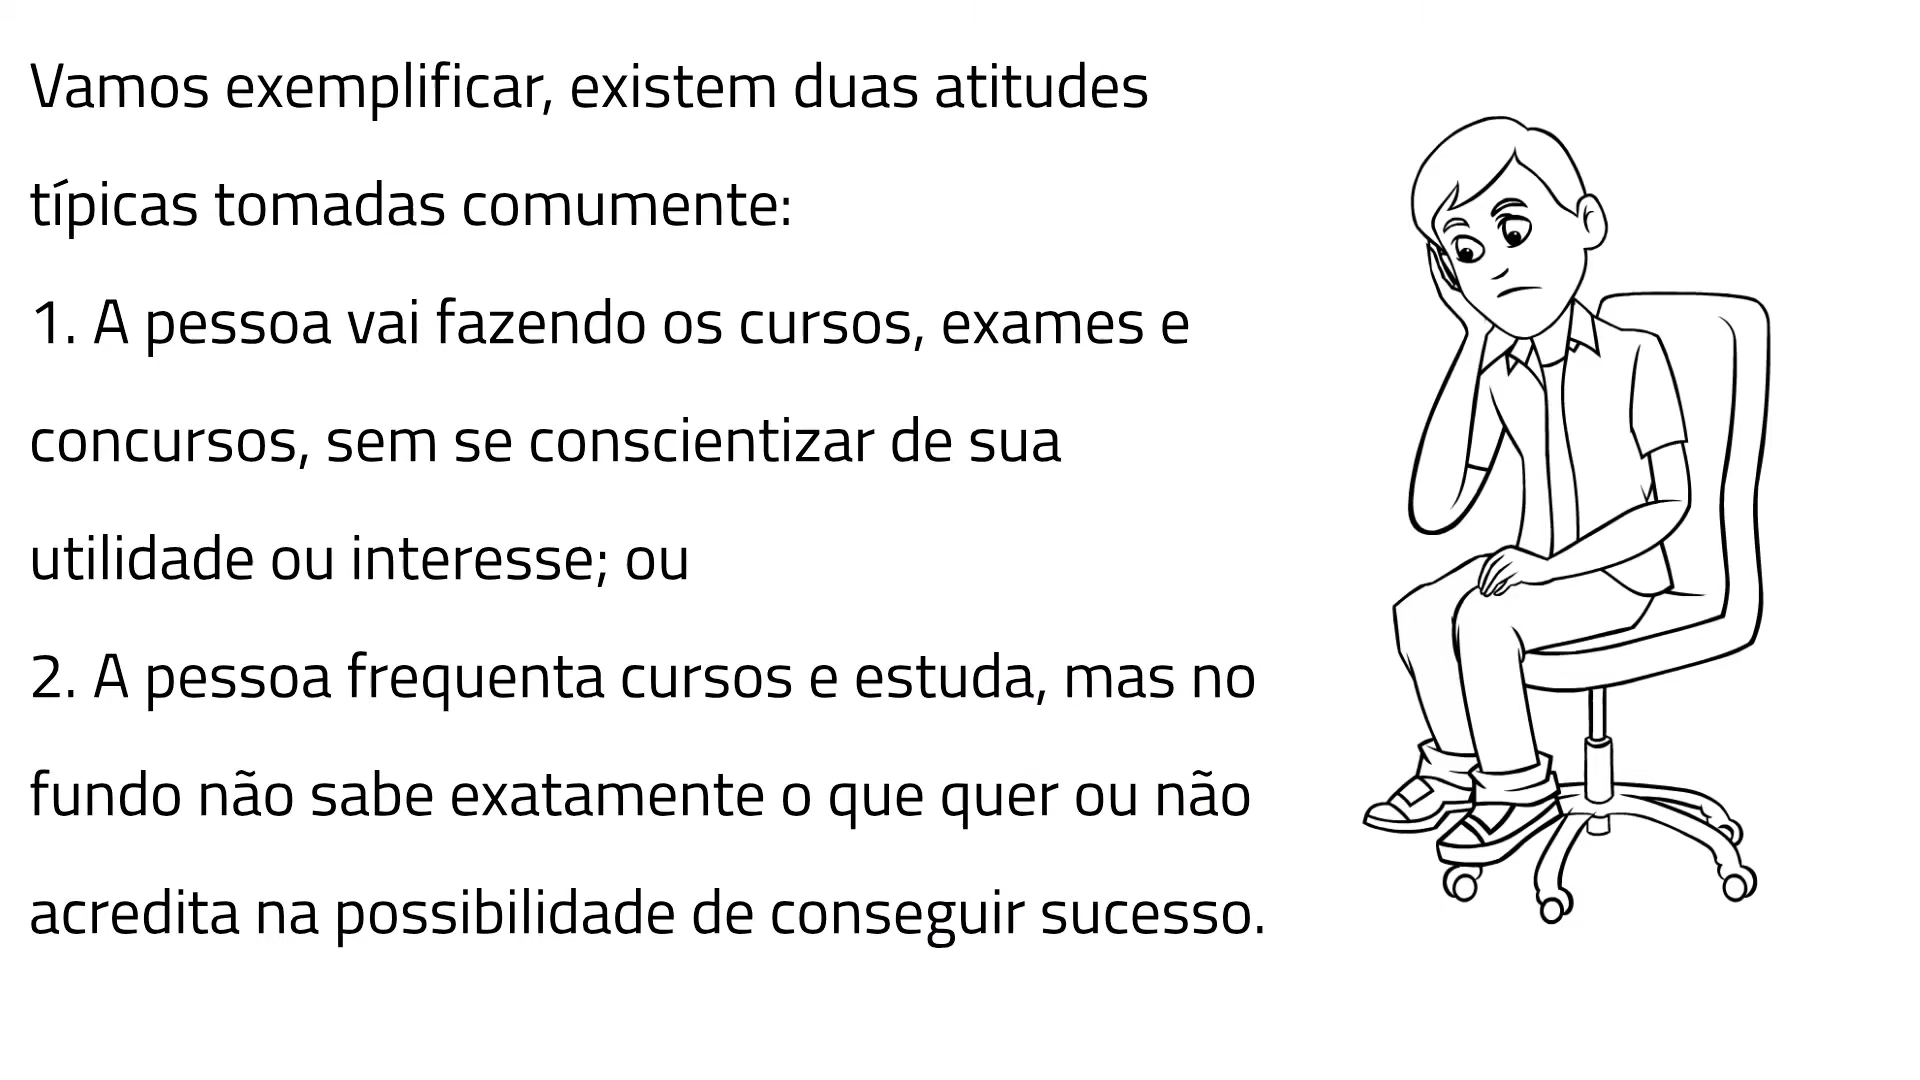 Vamos exemplificar, existem duas atitudes
típicas tomadas comumente:
1. A pessoa vai fazendo os cursos, exames e
concursos, sem se conscientizar de sua
utilidade ou interesse; ou
2. A pessoa frequenta cursos e estuda, mas no
fundo não sabe exatamente o que quer ou não
acredita na possibilidade de conseguir sucesso.